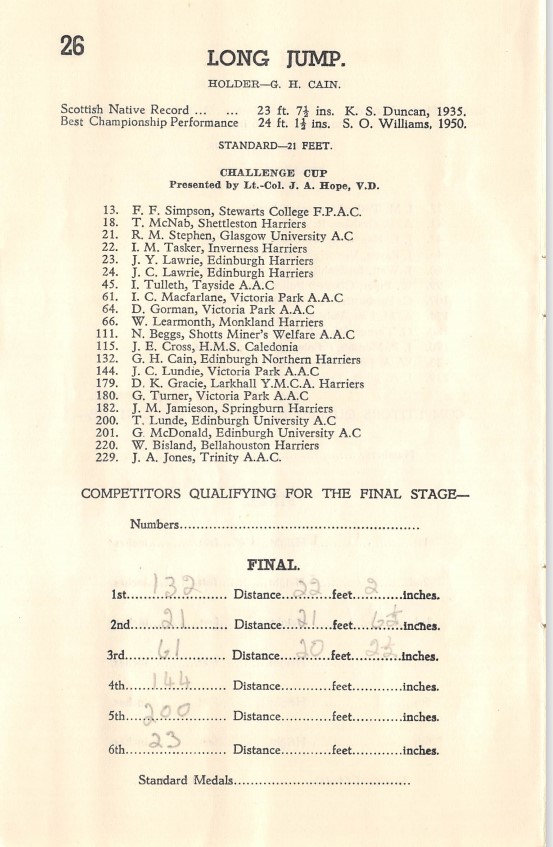 26
LONG JUMP.
HOLDER—G. H. CAIN.
Scottish Native Record ... ... 23 ft. 7½ ins. K. S. Duncan, 1935.
Best Championship Performance 24 ft. 1½ ins. S. O. Williams, 1950.
STANDARD—21 FEET.
CHALLENGE CUP
Presented by Lt.-Col. J. A. Hope, V.D.
13. F. F. Simpson, Stewarts College F.P.A.C.
18. T. McNab, Shettleston Harriers
21. R. M. Stephen, Glasgow University A.C
22. I. M. Tasker, Inverness Harriers
23. J. Y. Lawrie, Edinburgh Harriers
24. J. C. Lawrie, Edinburgh Harriers
45. I. Tulleth, Tayside A.A.C
61. I. C. Macfarlane, Victoria Park A.A.C
64. D. Gorman, Victoria Park A.A.C
66. W. Learmonth, Monkland Harriers
111. N. Beggs, Shotts Miner's Welfare A.A.C
115. J. E. Cross, H.M.S. Caledonia
132. G. H. Cain, Edinburgh Northern Harriers
144. J. C. Lundie, Victoria Park A.A.C
179. D. K. Gracie, Larkhall Y.M.C.A. Harriers
180. G. Turner, Victoria Park A.A.C
182. J. M. Jamieson, Springburn Harriers
200. T. Lunde, Edinburgh University A.C
201. G. McDonald, Edinburgh University A.C
220. W. Bisland, Bellahouston Harriers
229. J. A. Jones, Trinity A.A.C.
COMPETITORS QUALIFYING FOR THE FINAL STAGE—
Numbers..........
FINAL.
1st 132 Distance 22 feet 2 inches.
2nd 21 Distance 21 feet 6½ inches.
3rd 61 Distance 20 feet 2½ inches.
4th 144 Distance..........feet..........inches.
5th 200 Distance..........feet..........inches.
6th 23 Distance..........feet..........inches.
Standard Medals..........